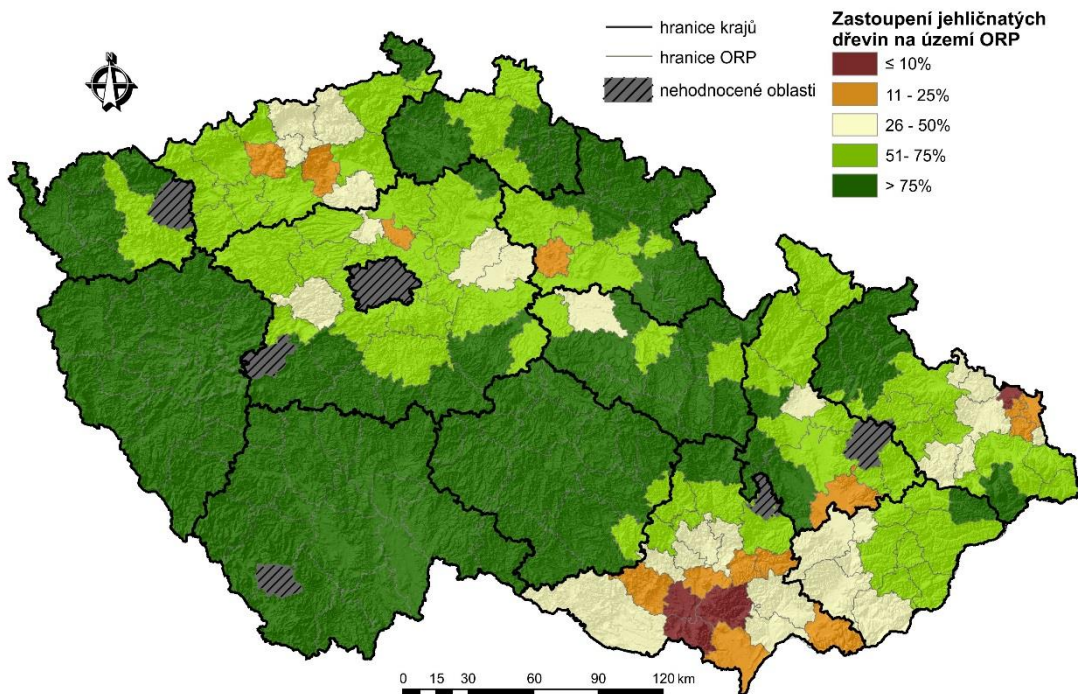 hranice krajů
hranice ORP
nehodnocené oblasti
Zastoupení jehličnatých
dřevin na území ORP
≤ 10%
11 - 25%
26 - 50%
51- 75%
> 75%
0 15 30 60 90 120 km